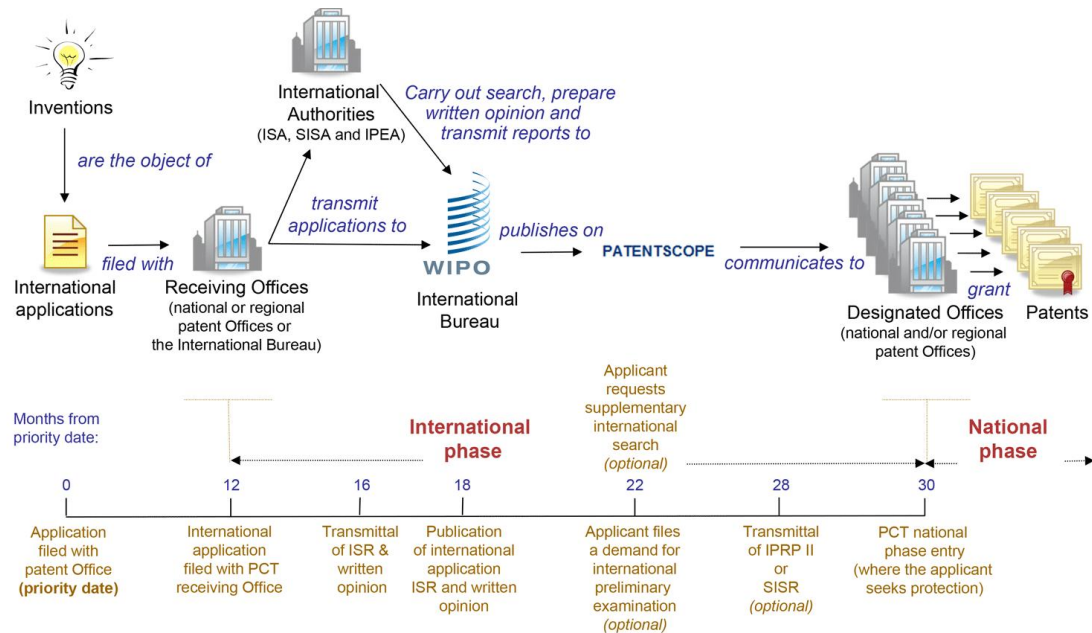 Inventions
are the object of
International
applications
filed with
Receiving Offices
(national or regional
patent Offices or
the International Bureau)
International
Authorities
(ISA, SISA and IPEA)
transmit
applications to
Carry out search, prepare
written opinion and
transmit reports to
WIPO
International
Bureau
publishes on
PATENTSCOPE
communicates to
Designated Offices
(national and/or regional
patent Offices)
grant
Patents
Months from
priority date:
International
phase
Applicant
requests
supplementary
international
search
(optional)
National
phase
0
12
16
18
22
28
30
Application
filed with
patent Office
(priority date)
International
application
filed with PCT
receiving Office
Transmittal
of ISR &
written
opinion
Publication
of international
application
ISR and written
opinion
Applicant files
a demand for
international
preliminary
examination
(optional)
Transmittal
of IPRP II
or
SISR
(optional)
PCT national
phase entry
(where the applicant
seeks protection)